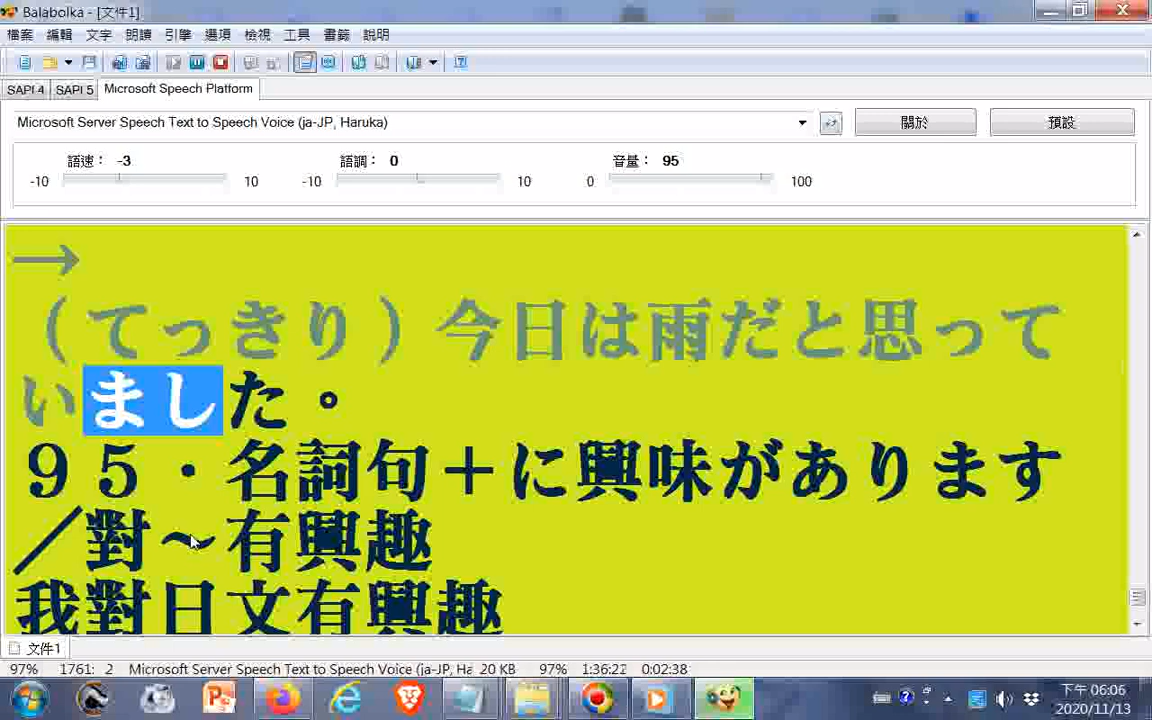 Balabolka - [文件1]
檔案 編輯 文字 朗讀 引擎 選項 檢視 工具 書籤 說明
SAPI 4 SAPI 5 Microsoft Speech Platform
Microsoft Server Speech Text to Speech Voice (ja-JP, Haruka) 關於 預設
語速： -3 語調： 0 音量： 95
-10 10 -10 10 0 100
→
（てっきり）今日は雨だと思って
いました。
９５．名詞句＋に興味があります
／對～有興趣
我對日文有興趣
文件1
97% 1761: 2 Microsoft Server Speech Text to Speech Voice (ja-JP, Ha 20 KB 97% 1:36:22 0:02:38
下午 06:06
2020/11/13